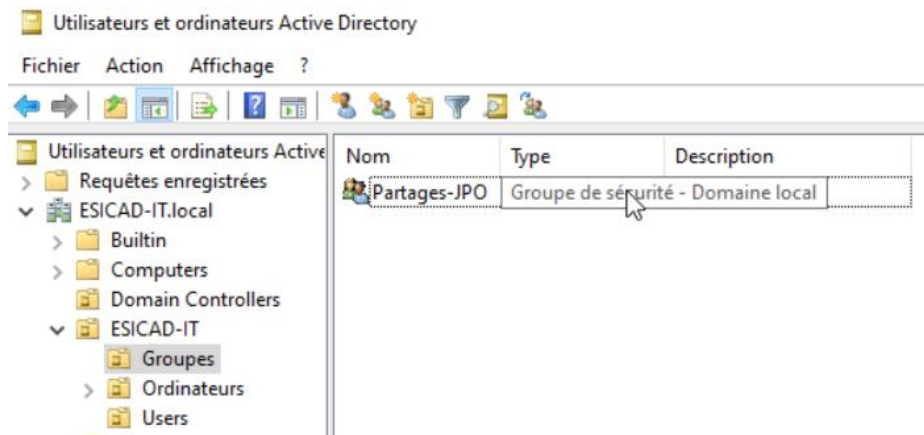 Utilisateurs et ordinateurs Active Directory
Fichier Action Affichage ?
Utilisateurs et ordinateurs Active
Requêtes enregistrées
ESICAD-IT.local
Builtin
Computers
Domain Controllers
ESICAD-IT
Groupes
Ordinateurs
Users
Nom Type Description
Partages-JPO Groupe de sécurité - Domaine local